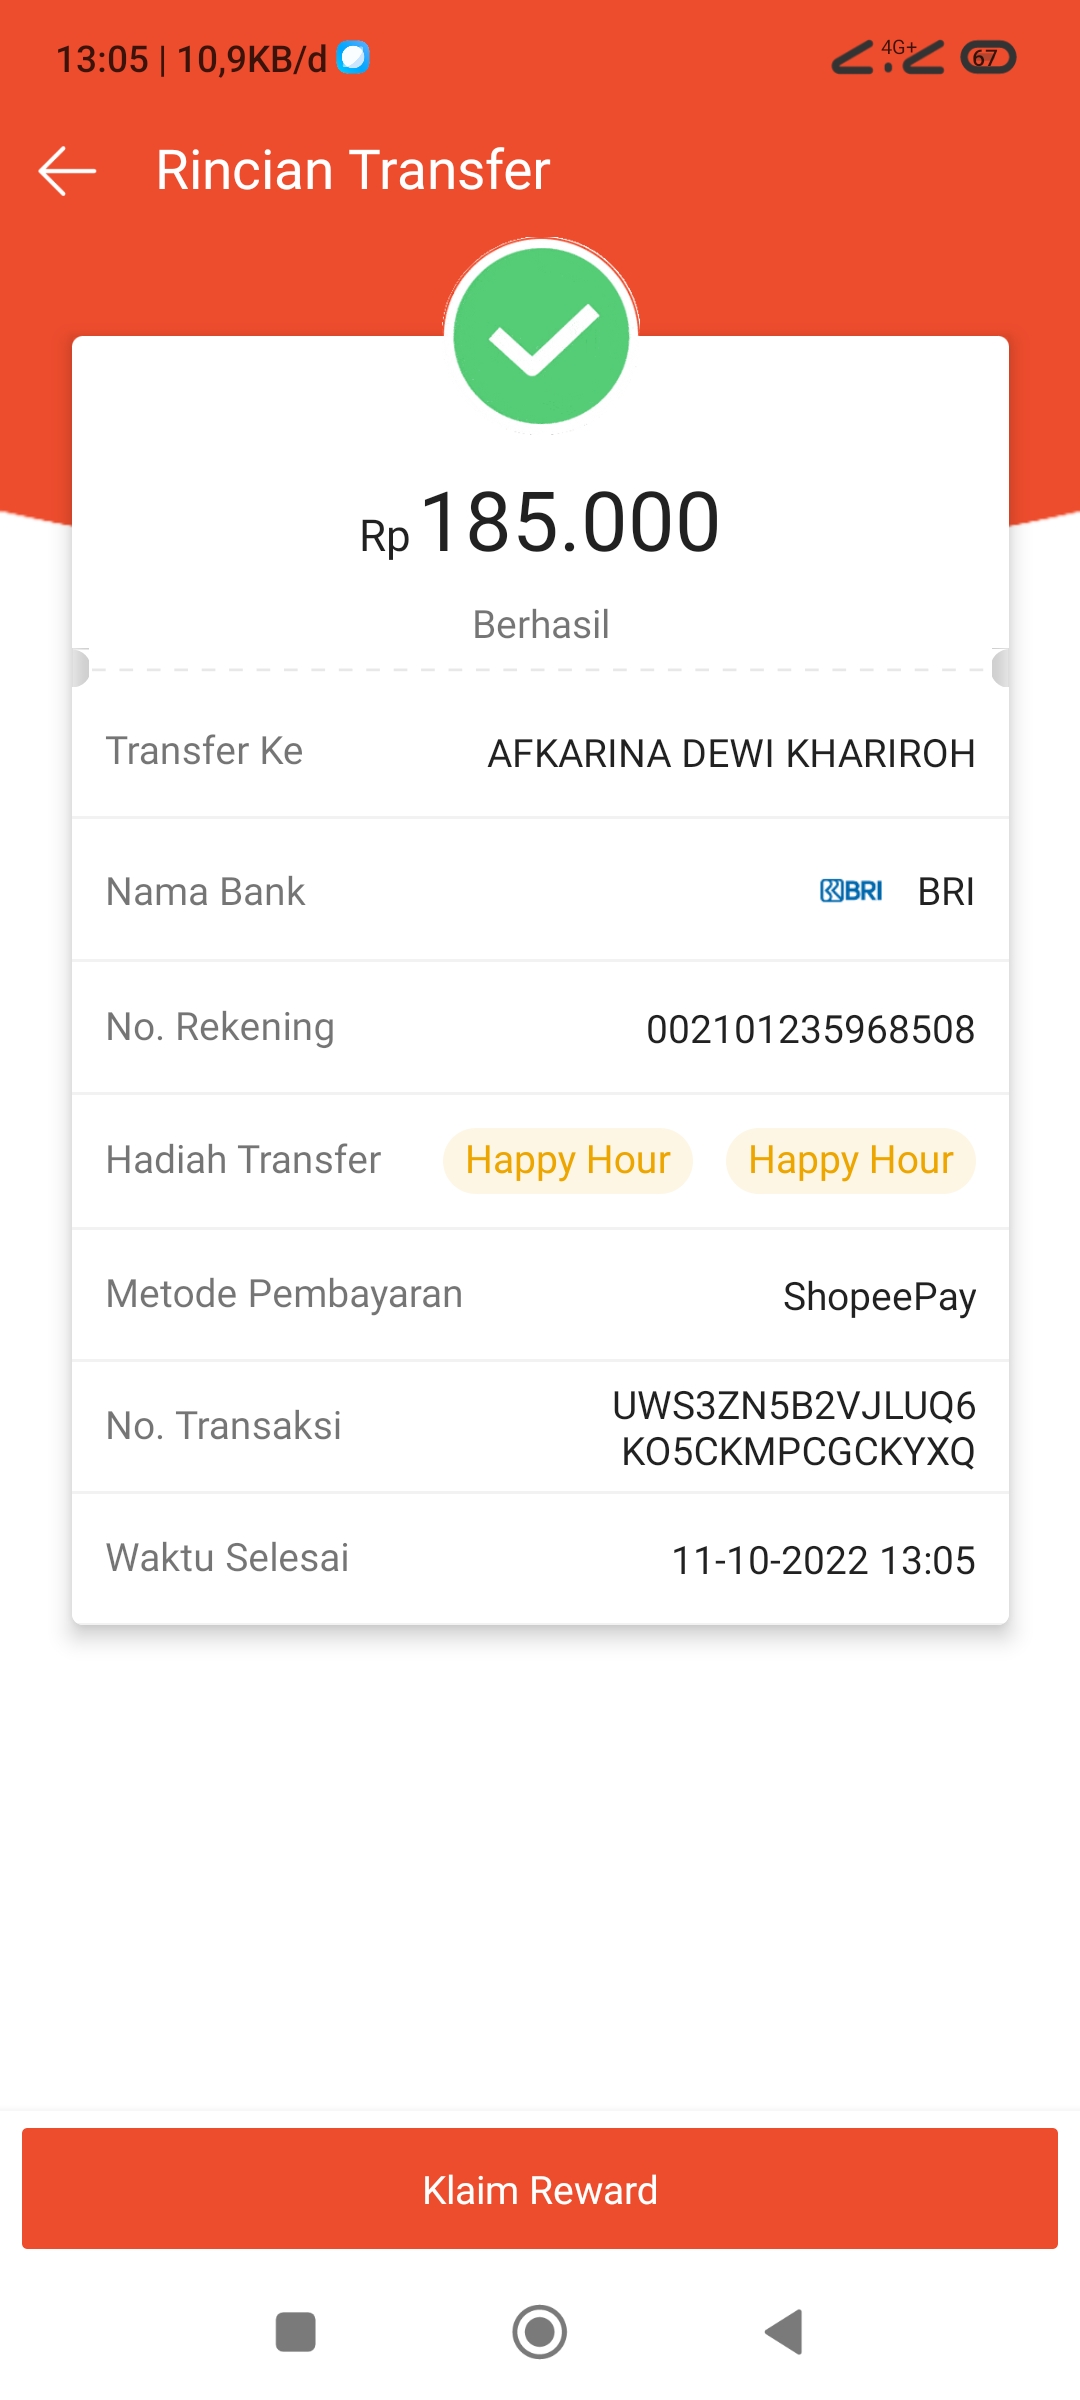 13:05 | 10,9KB/d
4G+
67
Rincian Transfer
Rp 185.000
Berhasil
Transfer Ke AFKARINA DEWI KHARIROH
Nama Bank BRI BRI
No. Rekening 002101235968508
Hadiah Transfer Happy Hour Happy Hour
Metode Pembayaran ShopeePay
No. Transaksi UWS3ZN5B2VJLUQ6
KO5CKMPCGCKYXQ
Waktu Selesai 11-10-2022 13:05
Klaim Reward